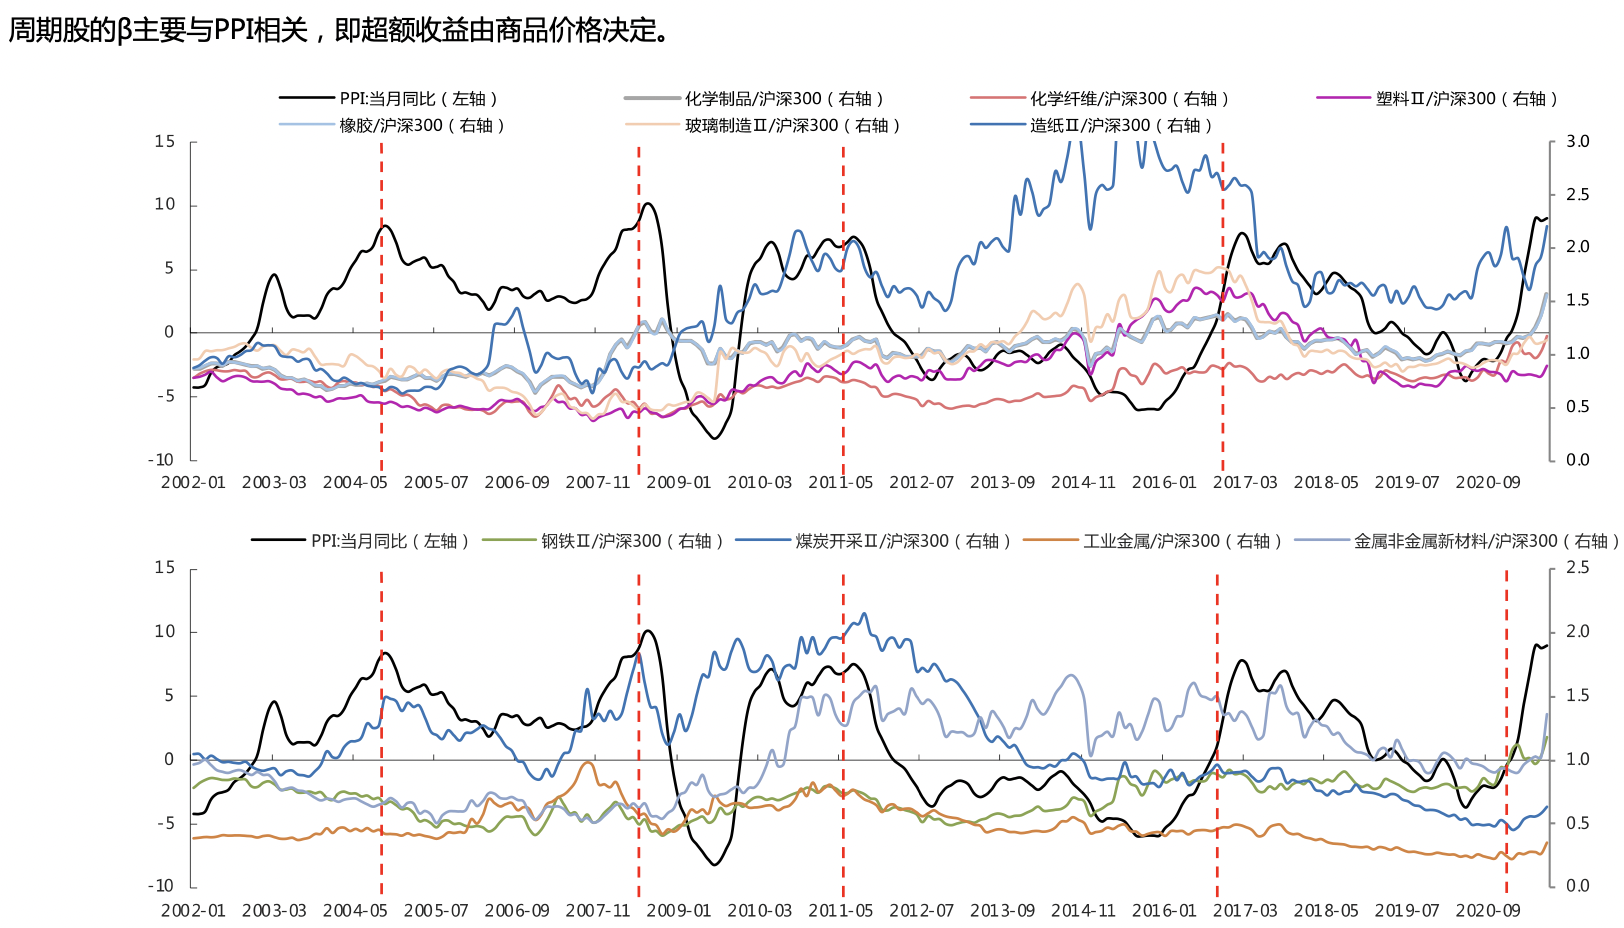 周期股的β主要与PPI相关，即超额收益由商品价格决定。
PPI:当月同比（左轴） 化学制品/沪深300（右轴） 化学纤维/沪深300（右轴） 塑料Ⅱ/沪深300（右轴）
橡胶/沪深300（右轴） 玻璃制造Ⅱ/沪深300（右轴） 造纸Ⅱ/沪深300（右轴）
15 3.0
2.5
10
2.0
5
1.5
0
1.0
-5
0.5
-10 0.0
2002-01 2003-03 2004-05 2005-07 2006-09 2007-11 2009-01 2010-03 2011-05 2012-07 2013-09 2014-11 2016-01 2017-03 2018-05 2019-07 2020-09
PPI:当月同比（左轴） 钢铁Ⅱ/沪深300（右轴） 煤炭开采Ⅱ/沪深300（右轴） 工业金属/沪深300（右轴） 金属非金属新材料/沪深300（右轴）
15 2.5
10 2.0
5 1.5
0 1.0
-5 0.5
-10 0.0
2002-01 2003-03 2004-05 2005-07 2006-09 2007-11 2009-01 2010-03 2011-05 2012-07 2013-09 2014-11 2016-01 2017-03 2018-05 2019-07 2020-09